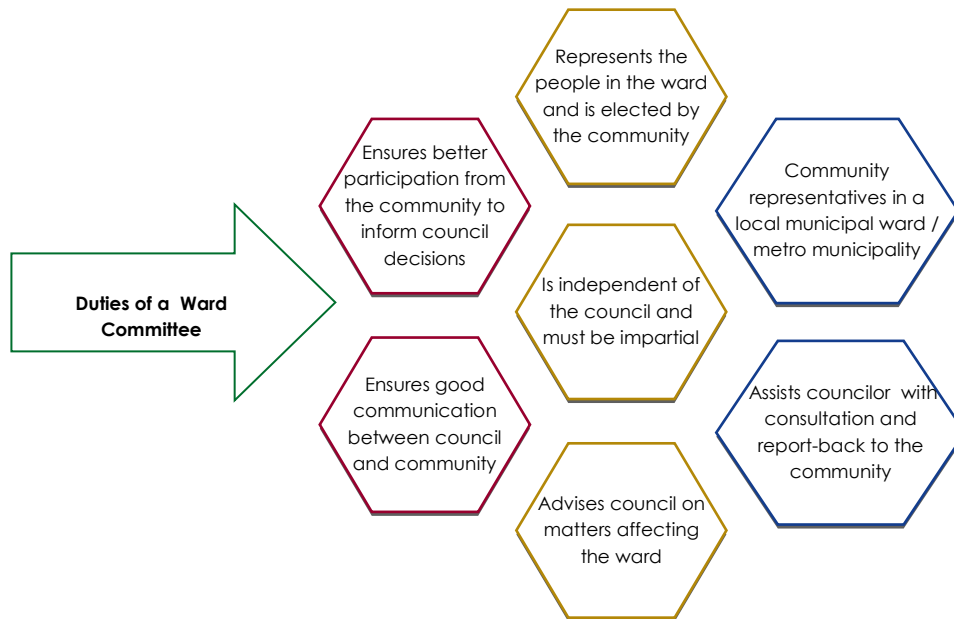 Duties of a  Ward
Committee
Ensures better
participation from
the community to
inform council
decisions
Ensures good
communication
between council
and community
Represents the
people in the ward
and is elected by
the community
Is independent of
the council and
must be impartial
Advises council on
matters affecting
the ward
Community
representatives in a
local municipal ward /
metro municipality
Assists councilor  with
consultation and
report-back to the
community